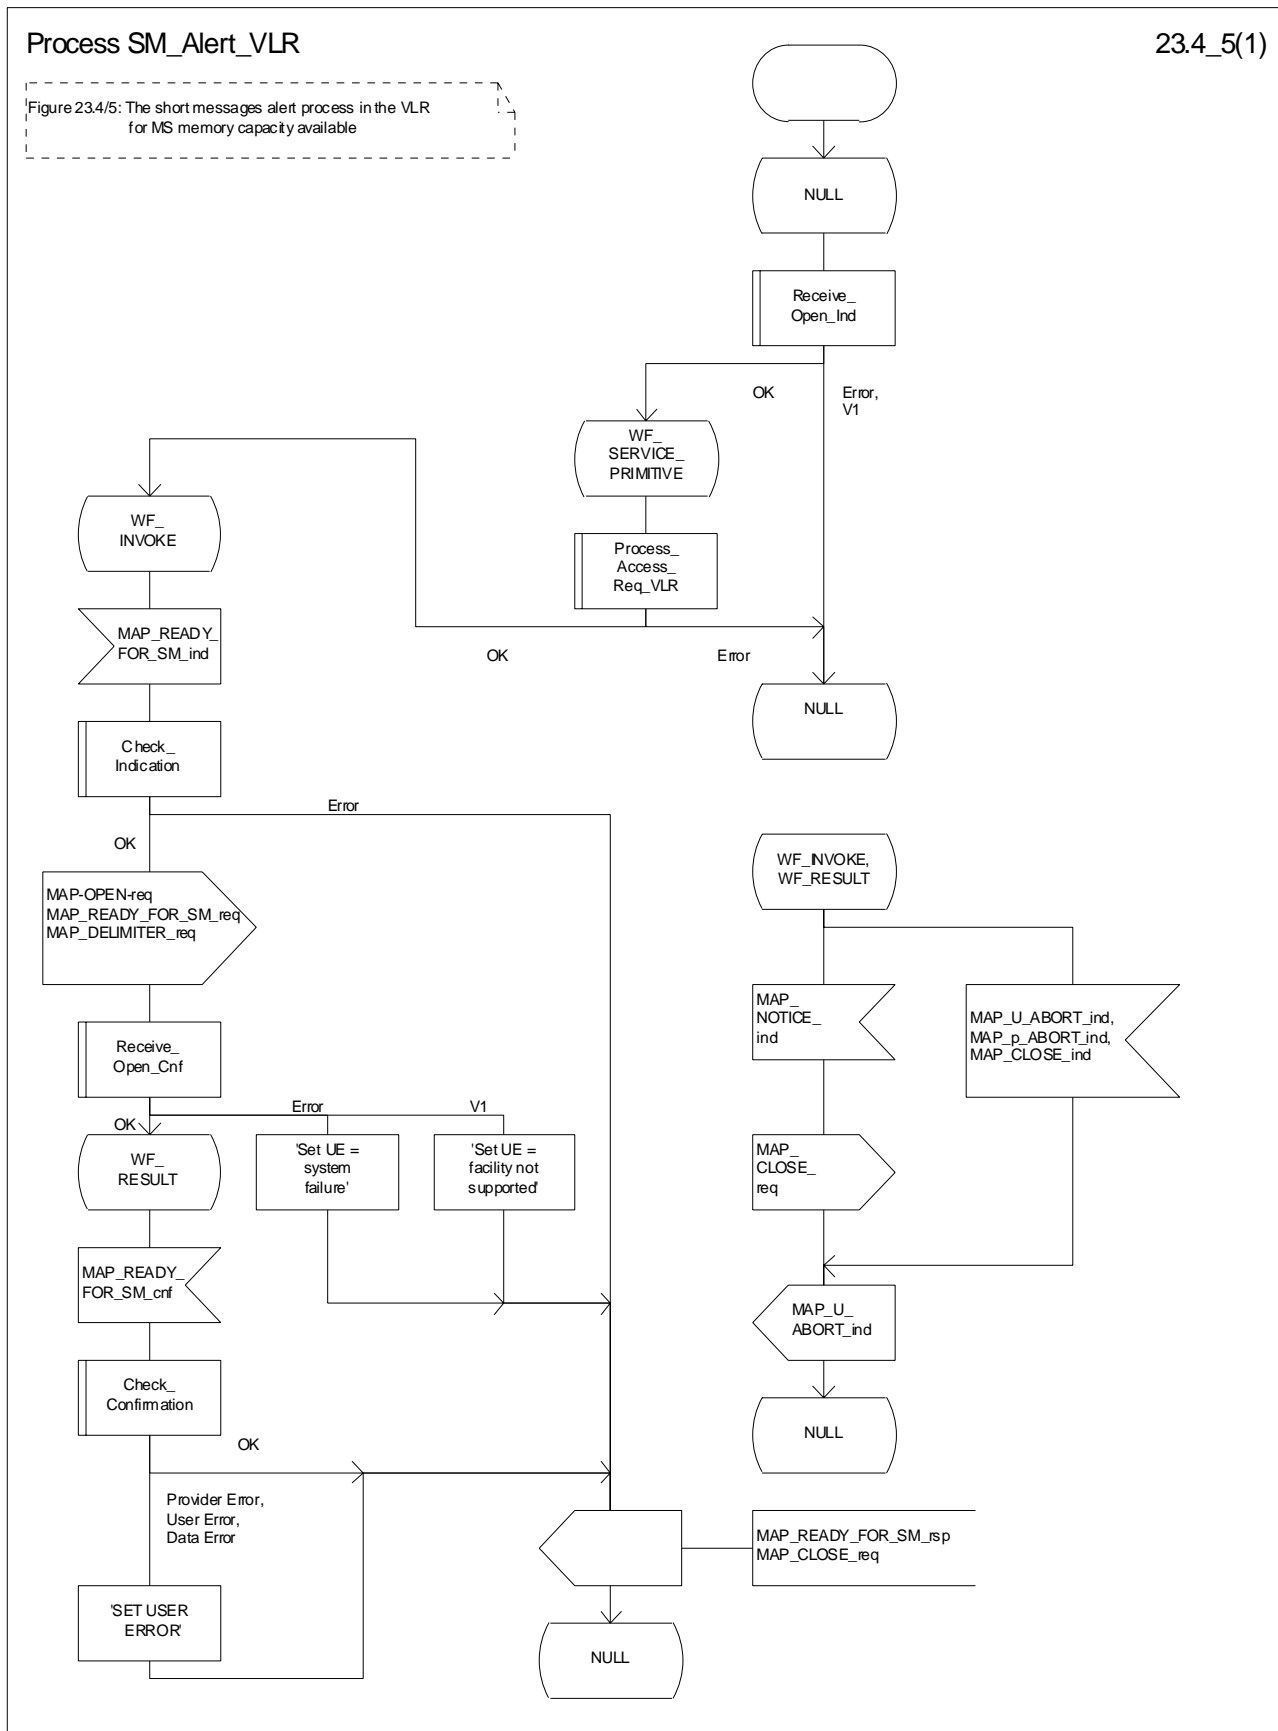 Process SM_Alert_VLR
23.4_5(1)
Figure 23.4/5: The short messages alert process in the VLR
for MS memory capacity available
NULL
Receive_
Open_Ind
OK
Error,
V1
WF_
SERVICE_
PRIMITIVE
WF_
INVOKE
Process_
Access_
Req_VLR
MAP_READY_
FOR_SM_ind
OK
Error
NULL
Check_
Indication
Error
OK
WF_INVOKE,
WF_RESULT
MAP-OPEN-req
MAP_READY_FOR_SM_req
MAP_DELIMITER_req
MAP_
NOTICE_
ind
MAP_U_ABORT_ind,
MAP_p_ABORT_ind,
MAP_CLOSE_ind
Receive_
Open_Cnf
Error
V1
OK
WF_
RESULT
'Set UE =
system
failure'
'Set UE =
facility not
supported'
MAP_
CLOSE_
req
MAP_READY_
FOR_SM_cnf
MAP_U_
ABORT_ind
Check_
Confirmation
OK
NULL
Provider Error,
User Error,
Data Error
MAP_READY_FOR_SM_rsp
MAP_CLOSE_req
'SET USER
ERROR'
NULL